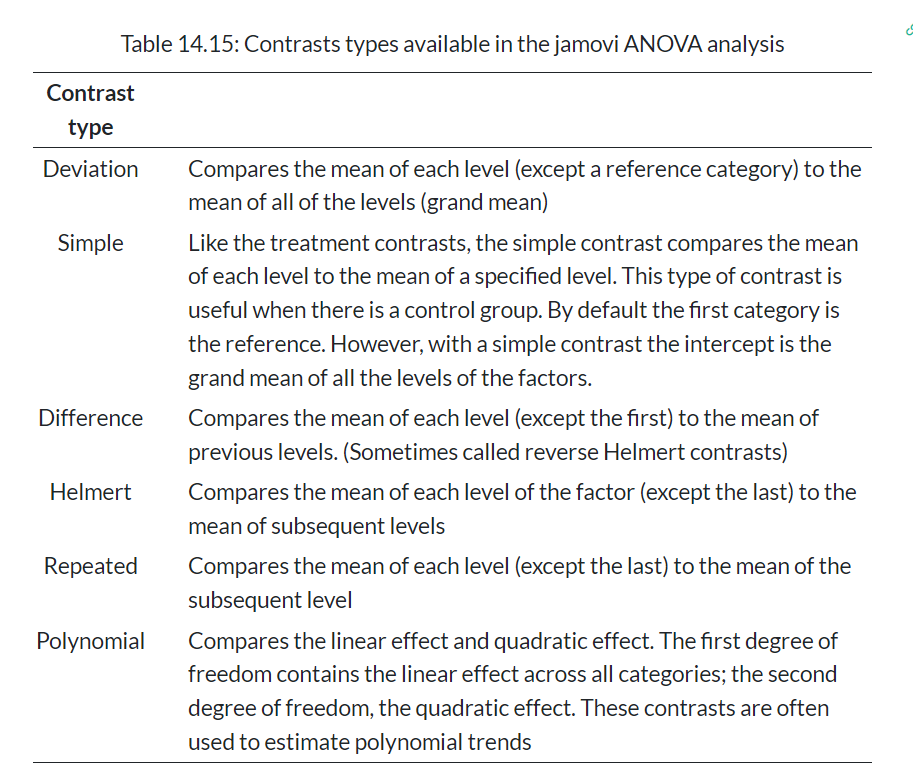 Table 14.15: Contrasts types available in the jamovi ANOVA analysis
Contrast
type
Deviation Compares the mean of each level (except a reference category) to the
mean of all of the levels (grand mean)
Simple Like the treatment contrasts, the simple contrast compares the mean
of each level to the mean of a specified level. This type of contrast is
useful when there is a control group. By default the first category is
the reference. However, with a simple contrast the intercept is the
grand mean of all the levels of the factors.
Difference Compares the mean of each level (except the first) to the mean of
previous levels. (Sometimes called reverse Helmert contrasts)
Helmert Compares the mean of each level of the factor (except the last) to the
mean of subsequent levels
Repeated Compares the mean of each level (except the last) to the mean of the
subsequent level
Polynomial Compares the linear effect and quadratic effect. The first degree of
freedom contains the linear effect across all categories; the second
degree of freedom, the quadratic effect. These contrasts are often
used to estimate polynomial trends